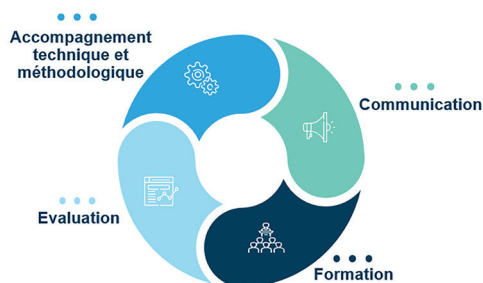 Accompagnement
technique et
méthodologique
Communication
Evaluation
Formation